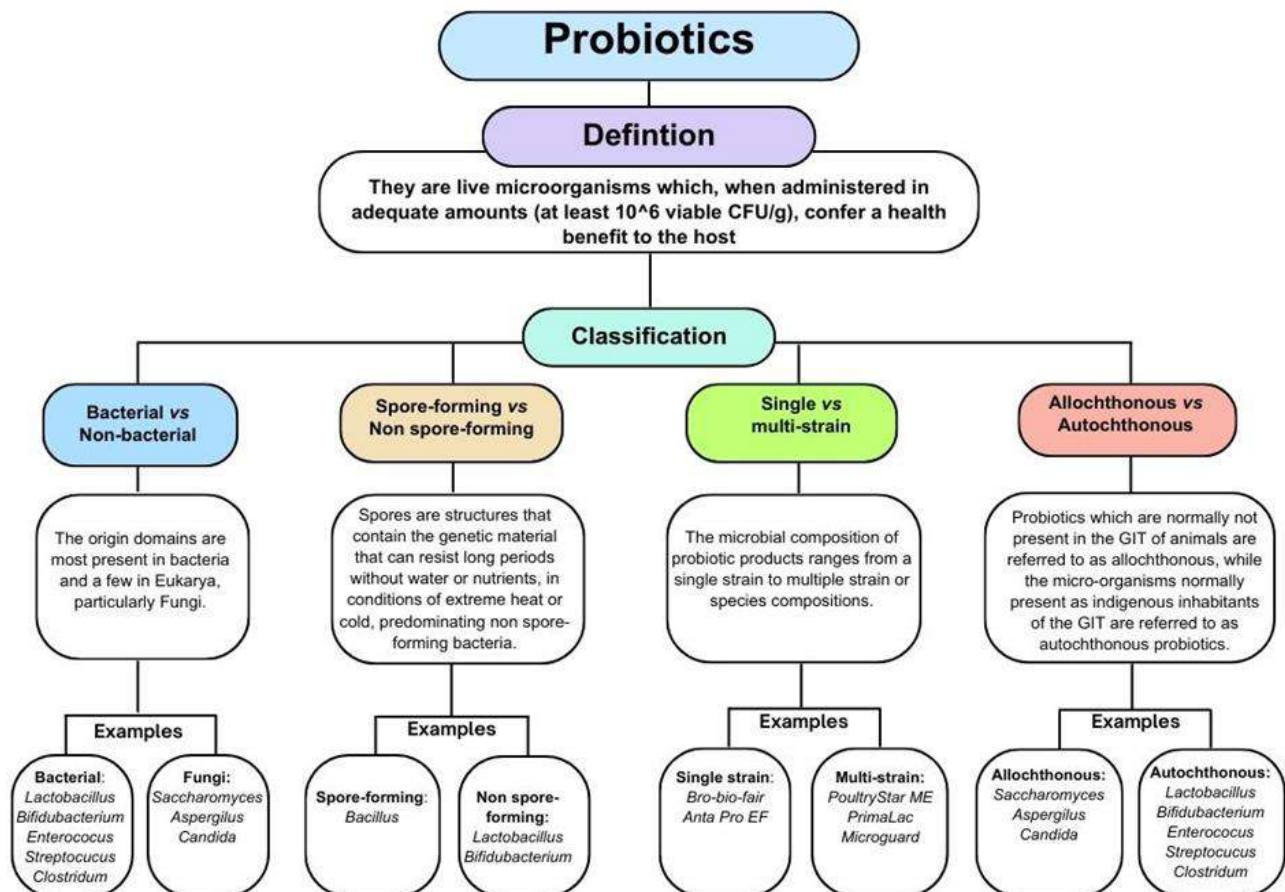 Probiotics
Defintion
They are live microorganisms which, when administered in
adequate amounts (at least 10^6 viable CFU/g), confer a health
benefit to the host
Classification
Bacterial vs
Non-bacterial
The origin domains are
most present in bacteria
and a few in Eukarya,
particularly Fungi.
Examples
Bacterial:
Lactobacillus
Bifidubacterium
Enterococus
Streptocucus
Clostridum
Fungi:
Saccharomyces
Aspergilus
Candida
Spore-forming vs
Non spore-forming
Spores are structures that
contain the genetic material
that can resist long periods
without water or nutrients, in
conditions of extreme heat or
cold, predominating non spore-
forming bacteria.
Examples
Spore-forming:
Bacillus
Non spore-
forming:
Lactobacillus
Bifidubacterium
Single vs
multi-strain
The microbial composition of
probiotic products ranges from a
single strain to multiple strain or
species compositions.
Examples
Single strain:
Bro-bio-fair
Anta Pro EF
Multi-strain:
PoultryStar ME
PrimaLac
Microguard
Allochthonous vs
Autochthonous
Probiotics which are normally not
present in the GIT of animals are
referred to as allochthonous, while
the micro-organisms normally
present as indigenous inhabitants
of the GIT are referred to as
autochthonous probiotics.
Examples
Allochthonous:
Saccharomyces
Aspergilus
Candida
Autochthonous:
Lactobacillus
Bifidubacterium
Enterococus
Streptocucus
Clostridum